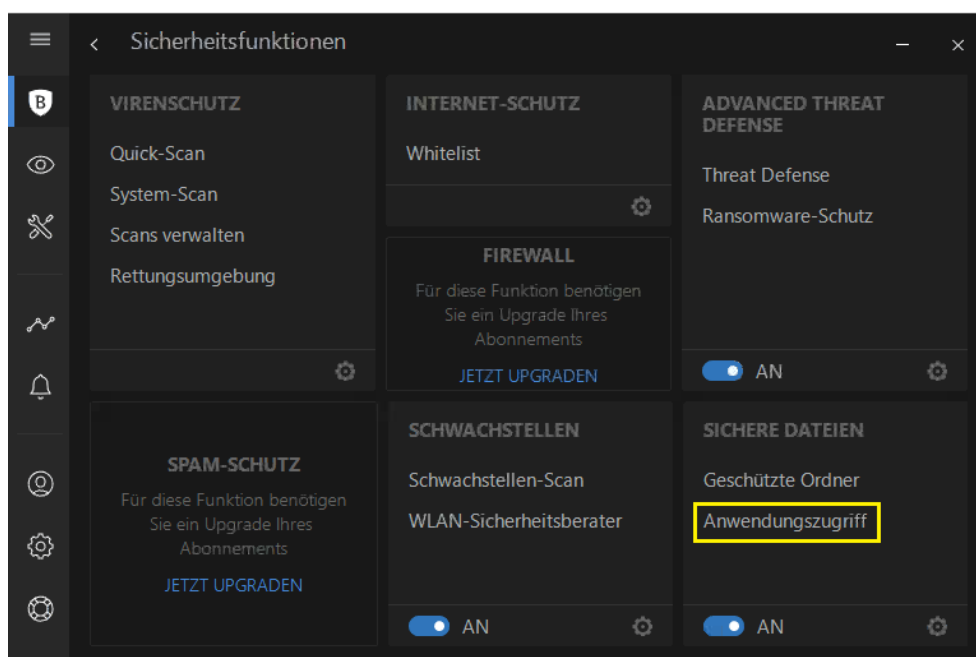 Sicherheitsfunktionen
B
VIRENSCHUTZ
Quick-Scan
System-Scan
Scans verwalten
Rettungsumgebung
INTERNET-SCHUTZ
Whitelist
FIREWALL
Für diese Funktion benötigen
Sie ein Upgrade Ihres
Abonnements
JETZT UPGRADEN
ADVANCED THREAT
DEFENSE
Threat Defense
Ransomware-Schutz
AN
SPAM-SCHUTZ
Für diese Funktion benötigen
Sie ein Upgrade Ihres
Abonnements
JETZT UPGRADEN
SCHWACHSTELLEN
Schwachstellen-Scan
WLAN-Sicherheitsberater
AN
SICHERE DATEIEN
Geschützte Ordner
Anwendungszugriff
AN